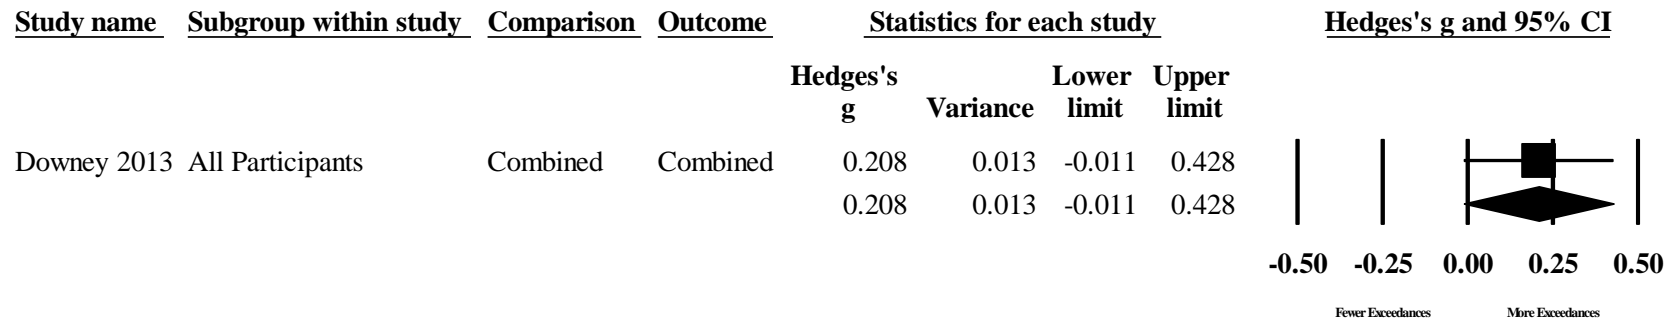 Study name Subgroup within study Comparison Outcome Statistics for each study Hedges's g and 95% CI
Hedges's Lower Upper
g Variance limit limit
Downey 2013 All Participants Combined Combined 0.208 0.013 -0.011 0.428
0.208 0.013 -0.011 0.428
-0.50 -0.25 0.00 0.25 0.50
Fewer Exceedances More Exceedances